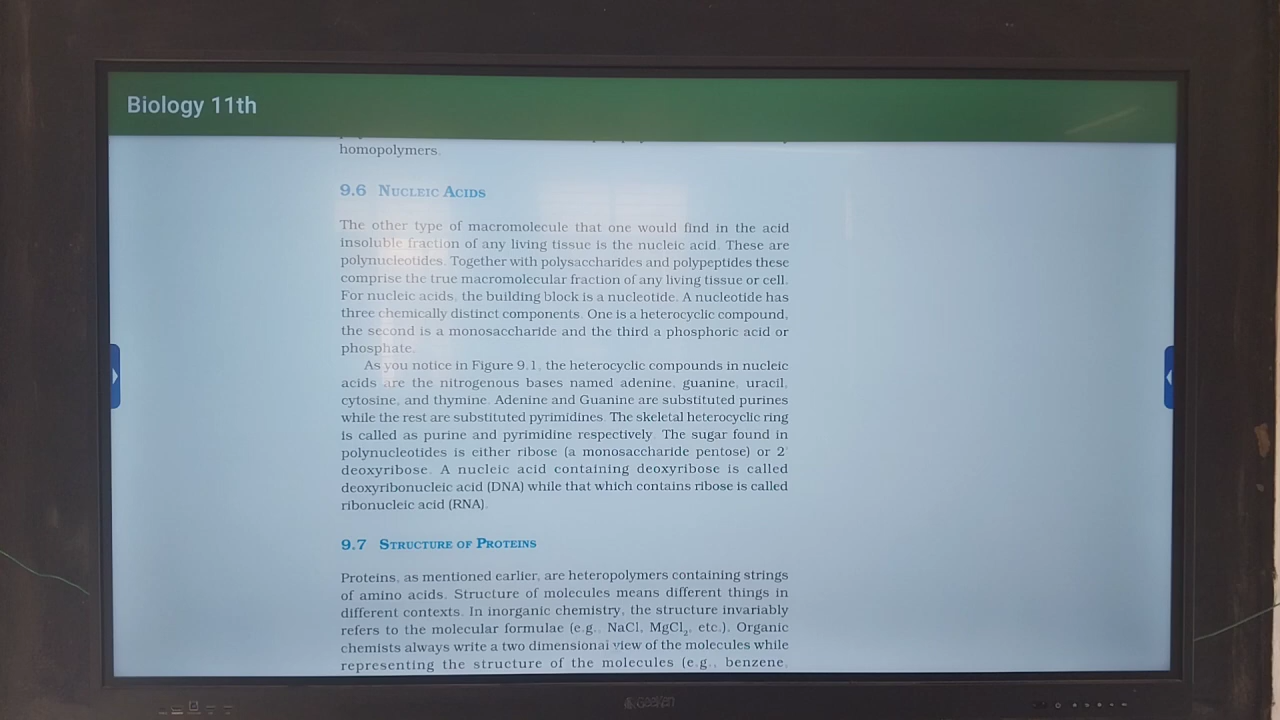 Biology 11th
homopolymers.
9.6 NUCLEIC ACIDS
The other type of macromolecule that one would find in the acid
insoluble fraction of any living tissue is the nucleic acid. These are
polynucleotides. Together with polysaccharides and polypeptides these
comprise the true macromolecular fraction of any living tissue or cell.
For nucleic acids, the building block is a nucleotide. A nucleotide has
three chemically distinct components. One is a heterocyclic compound,
the second is a monosaccharide and the third a phosphoric acid or
phosphate.
As you notice in Figure 9.1, the heterocyclic compounds in nucleic
acids are the nitrogenous bases named adenine, guanine, uracil,
cytosine, and thymine. Adenine and Guanine are substituted purines
while the rest are substituted pyrimidines. The skeletal heterocyclic ring
is called as purine and pyrimidine respectively. The sugar found in
polynucleotides is either ribose (a monosaccharide pentose) or 2'
deoxyribose. A nucleic acid containing deoxyribose is called
deoxyribonucleic acid (DNA) while that which contains ribose is called
ribonucleic acid (RNA).
9.7 STRUCTURE OF PROTEINS
Proteins, as mentioned earlier, are heteropolymers containing strings
of amino acids. Structure of molecules means different things in
different contexts. In inorganic chemistry, the structure invariably
refers to the molecular formulae (e.g., NaCl, MgCl₂, etc.). Organic
chemists always write a two dimensional view of the molecules while
representing the structure of the molecules (e.g., benzene,